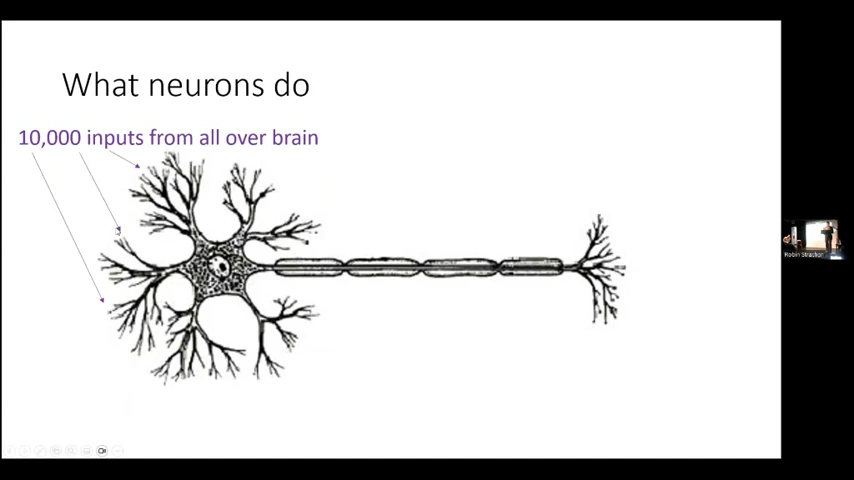 What neurons do
10,000 inputs from all over brain
Robin Strachan